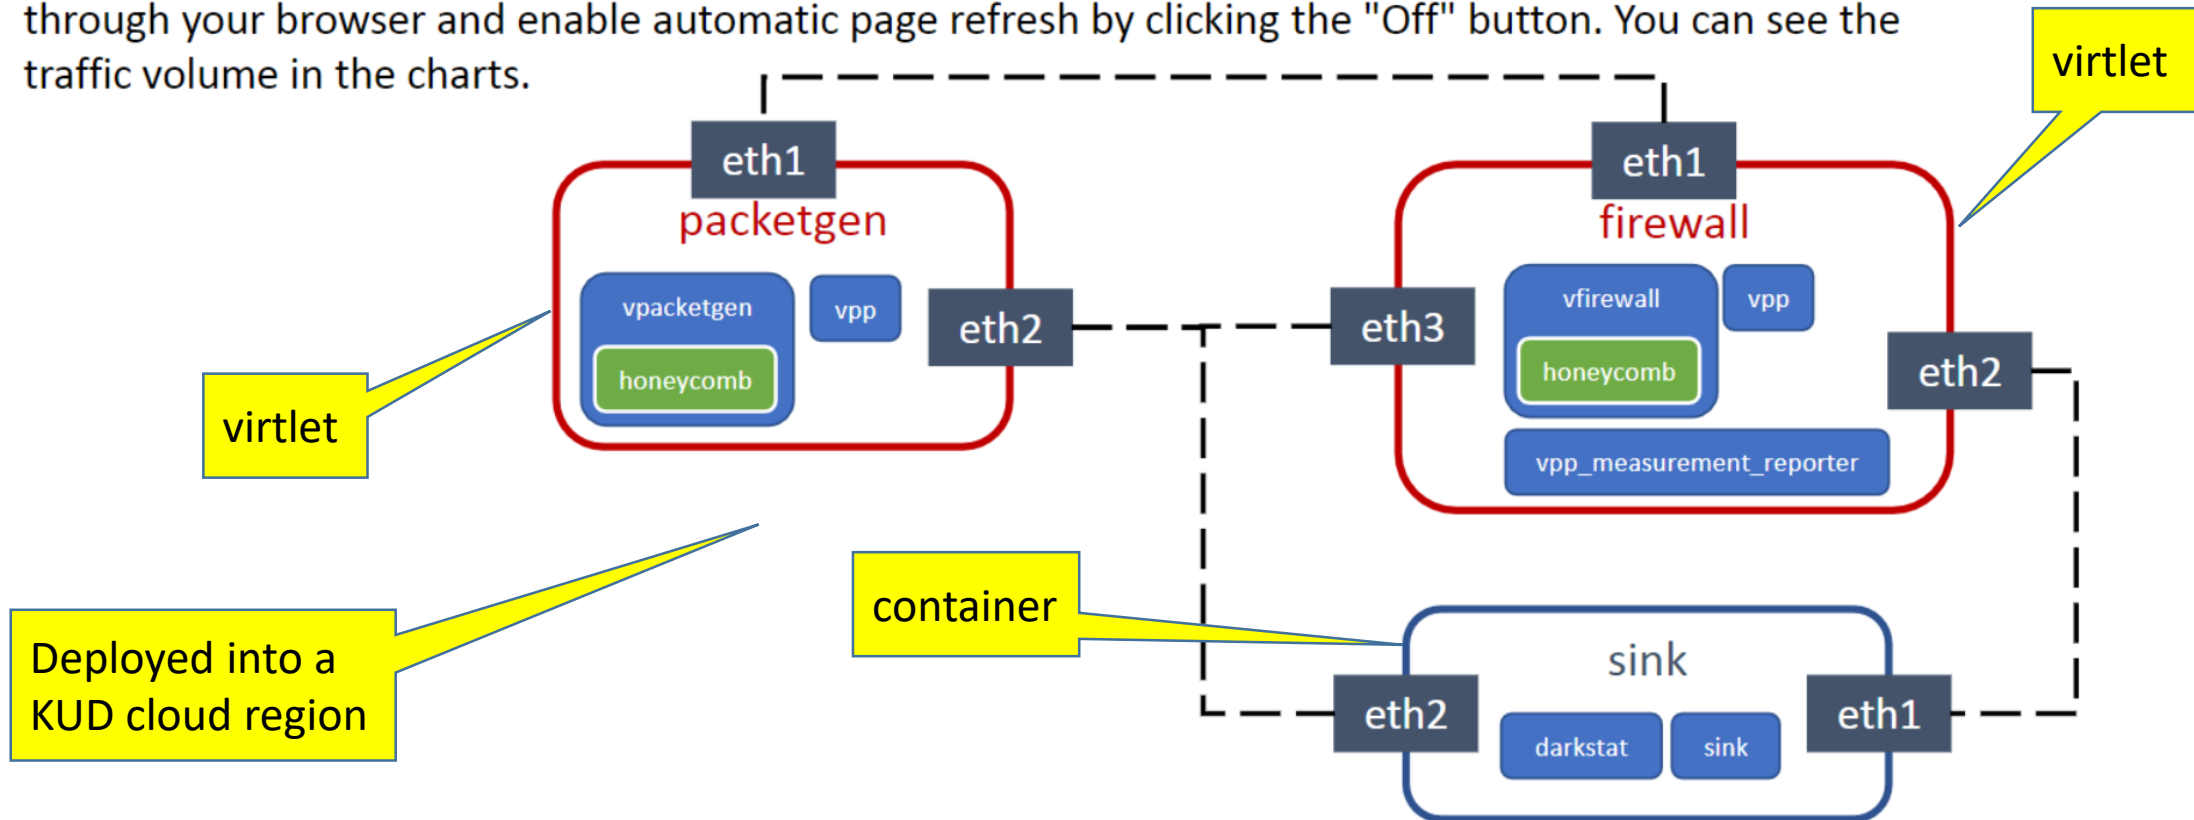 through your browser and enable automatic page refresh by clicking the "Off" button. You can see the
traffic volume in the charts.
virtlet
eth1
eth1
packetgen
firewall
vpacketgen
vpp
honeycomb
eth2
eth3
vfirewall
vpp
honeycomb
eth2
vpp_measurement_reporter
virtlet
container
Deployed into a
KUD cloud region
sink
eth2
darkstat
sink
eth1